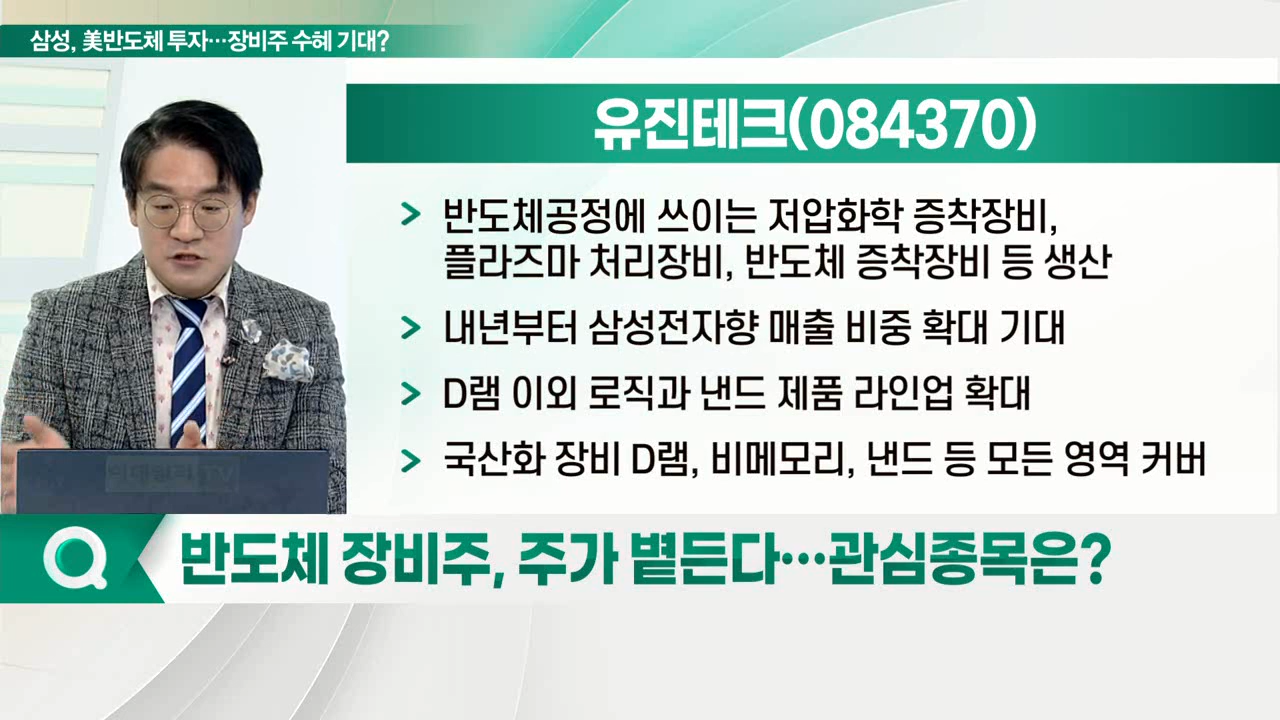 삼성, 美반도체 투자…장비주 수혜 기대?
유진테크(084370)
> 반도체공정에 쓰이는 저압화학 증착장비,
플라즈마 처리장비, 반도체 증착장비 등 생산
> 내년부터 삼성전자향 매출 비중 확대 기대
> D램 이외 로직과 낸드 제품 라인업 확대
> 국산화 장비 D램, 비메모리, 낸드 등 모든 영역 커버
반도체 장비주, 주가 볕든다…관심종목은?